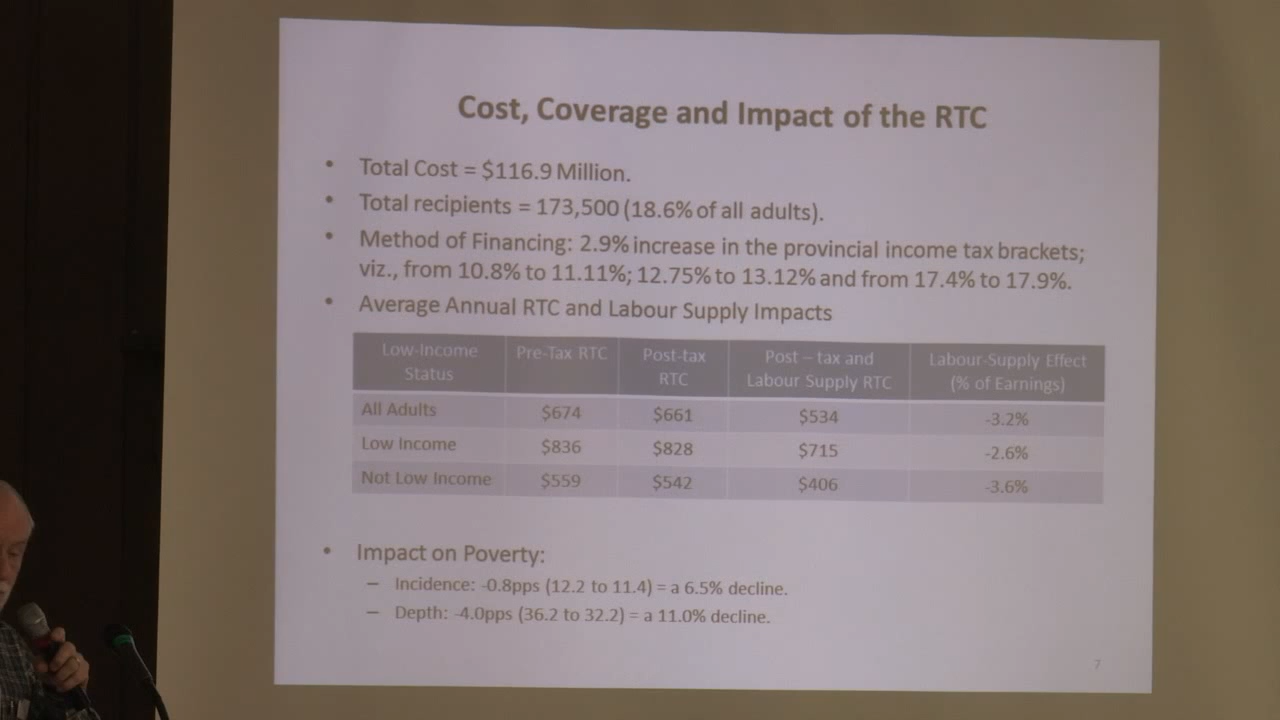 Cost, Coverage and Impact of the RTC
• Total Cost = $116.9 Million.
• Total recipients = 173,500 (18.6% of all adults).
• Method of Financing: 2.9% increase in the provincial income tax brackets;
viz., from 10.8% to 11.11%; 12.75% to 13.12% and from 17.4% to 17.9%.
• Average Annual RTC and Labour Supply Impacts
Low-Income Status Pre-Tax RTC Post-tax RTC Post – tax and Labour Supply RTC Labour-Supply Effect (% of Earnings)
All Adults $674 $661 $534 -3.2%
Low Income $836 $828 $715 -2.6%
Not Low Income $559 $542 $406 -3.6%
• Impact on Poverty:
– Incidence: -0.8pps (12.2 to 11.4) = a 6.5% decline.
– Depth: -4.0pps (36.2 to 32.2) = a 11.0% decline.
7